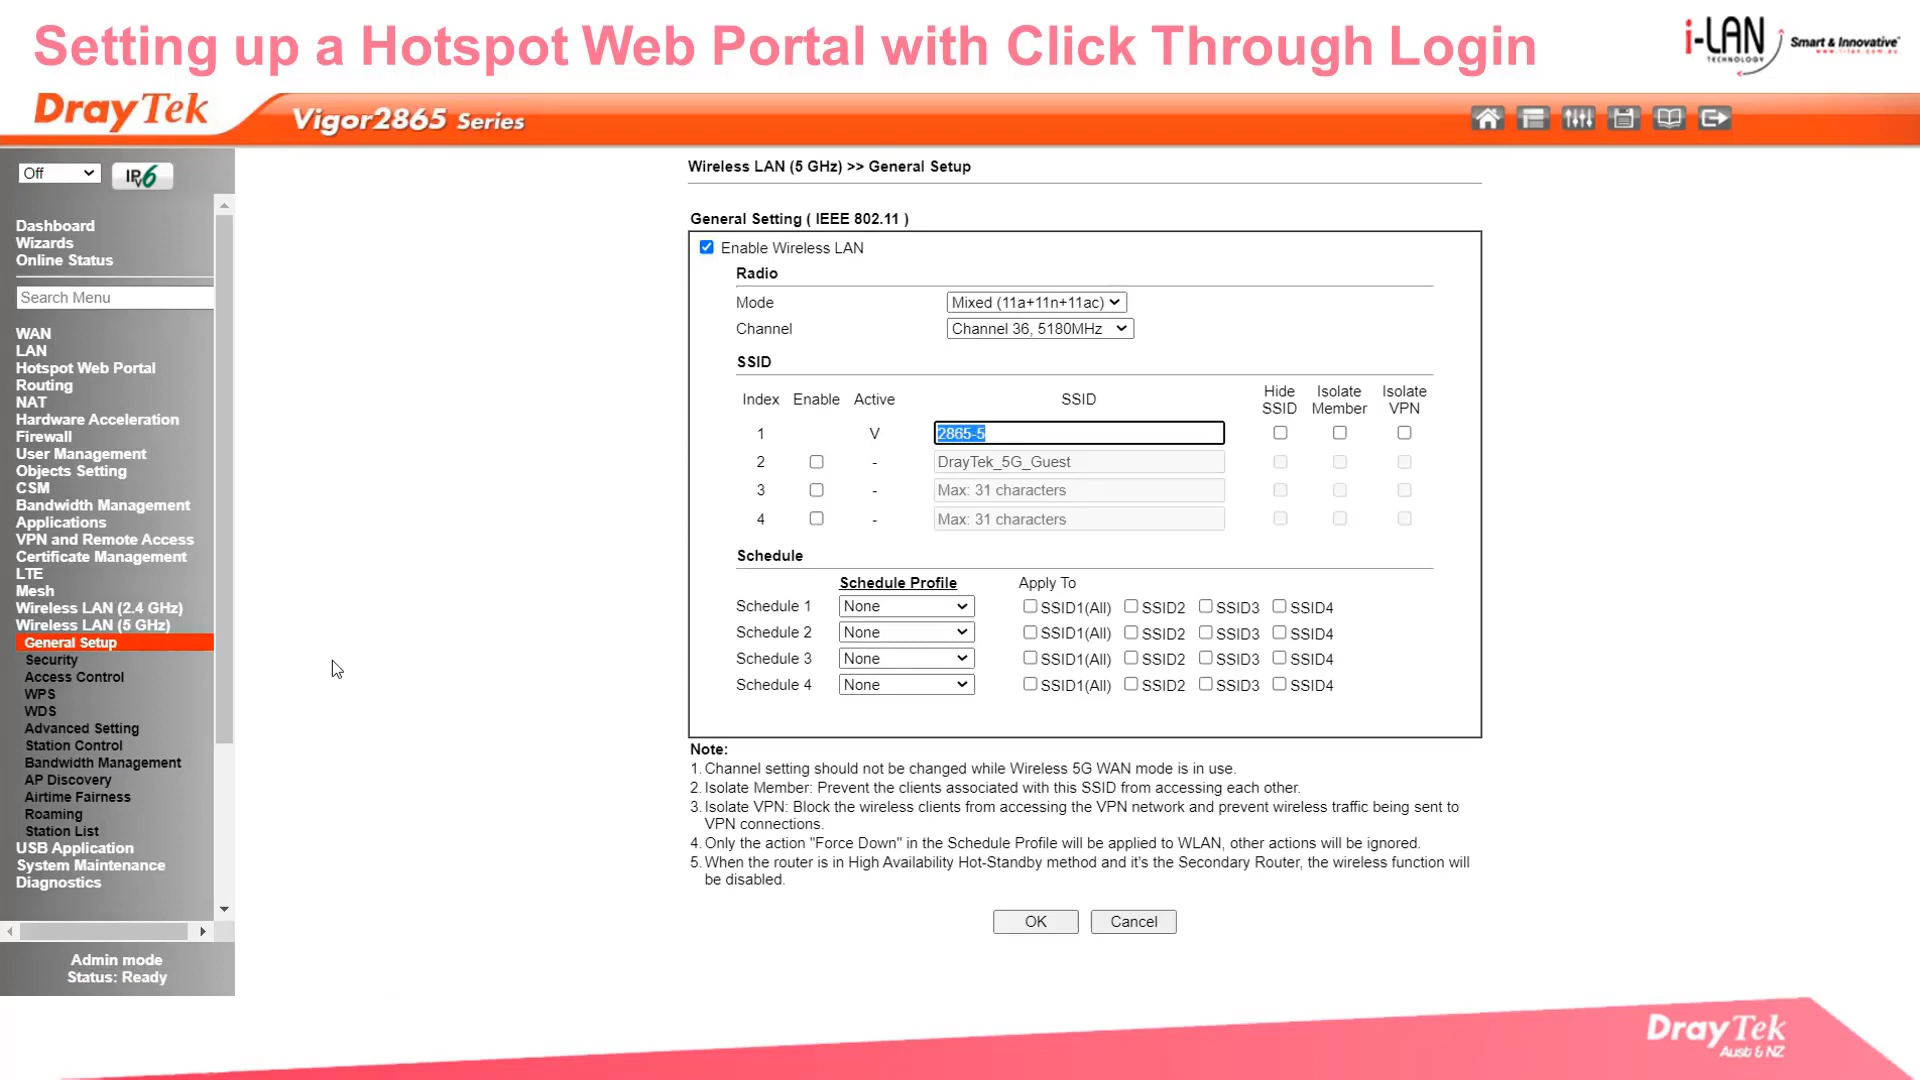 Setting up a Hotspot Web Portal with Click Through Login
i-LAN
TECHNOLOGY
Smart & Innovative
DrayTek
Vigor2865 Series
Off
IPv6
Dashboard
Wizards
Online Status
Search Menu
WAN
LAN
Hotspot Web Portal
Routing
NAT
Hardware Acceleration
Firewall
User Management
Objects Setting
CSM
Bandwidth Management
Applications
VPN and Remote Access
Certificate Management
LTE
Mesh
Wireless LAN (2.4 GHz)
Wireless LAN (5 GHz)
General Setup
Security
Access Control
WPS
WDS
Advanced Setting
Station Control
Bandwidth Management
AP Discovery
Airtime Fairness
Roaming
Station List
USB Application
System Maintenance
Diagnostics
Admin mode
Status: Ready
Wireless LAN (5 GHz) >> General Setup
General Setting ( IEEE 802.11 )
Enable Wireless LAN
Radio
Mode Mixed (11a+11n+11ac)
Channel Channel 36, 5180MHz
SSID
Index Enable Active SSID Hide SSID Isolate Member Isolate VPN
1 V 2865-5
2 - DrayTek_5G_Guest
3 - Max: 31 characters
4 - Max: 31 characters
Schedule
Schedule Profile Apply To
Schedule 1 None SSID1(All) SSID2 SSID3 SSID4
Schedule 2 None SSID1(All) SSID2 SSID3 SSID4
Schedule 3 None SSID1(All) SSID2 SSID3 SSID4
Schedule 4 None SSID1(All) SSID2 SSID3 SSID4
Note:
1. Channel setting should not be changed while Wireless 5G WAN mode is in use.
2. Isolate Member: Prevent the clients associated with this SSID from accessing each other.
3. Isolate VPN: Block the wireless clients from accessing the VPN network and prevent wireless traffic being sent to
VPN connections.
4. Only the action "Force Down" in the Schedule Profile will be applied to WLAN, other actions will be ignored.
5. When the router is in High Availability Hot-Standby method and it's the Secondary Router, the wireless function will
be disabled.
OK Cancel
DrayTek
Aust & NZ